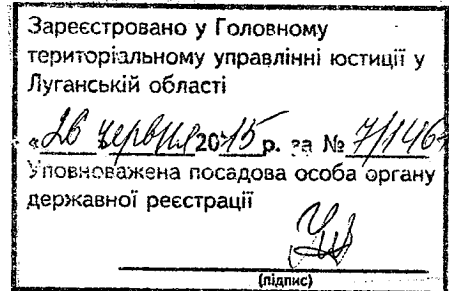 Зареєстровано у Головному
територіальному управлінні юстиції у
Луганській області
«26 червня 2015 р. за № 7/1467
Уповноважена посадова особа органу
державної реєстрації
(підпис)